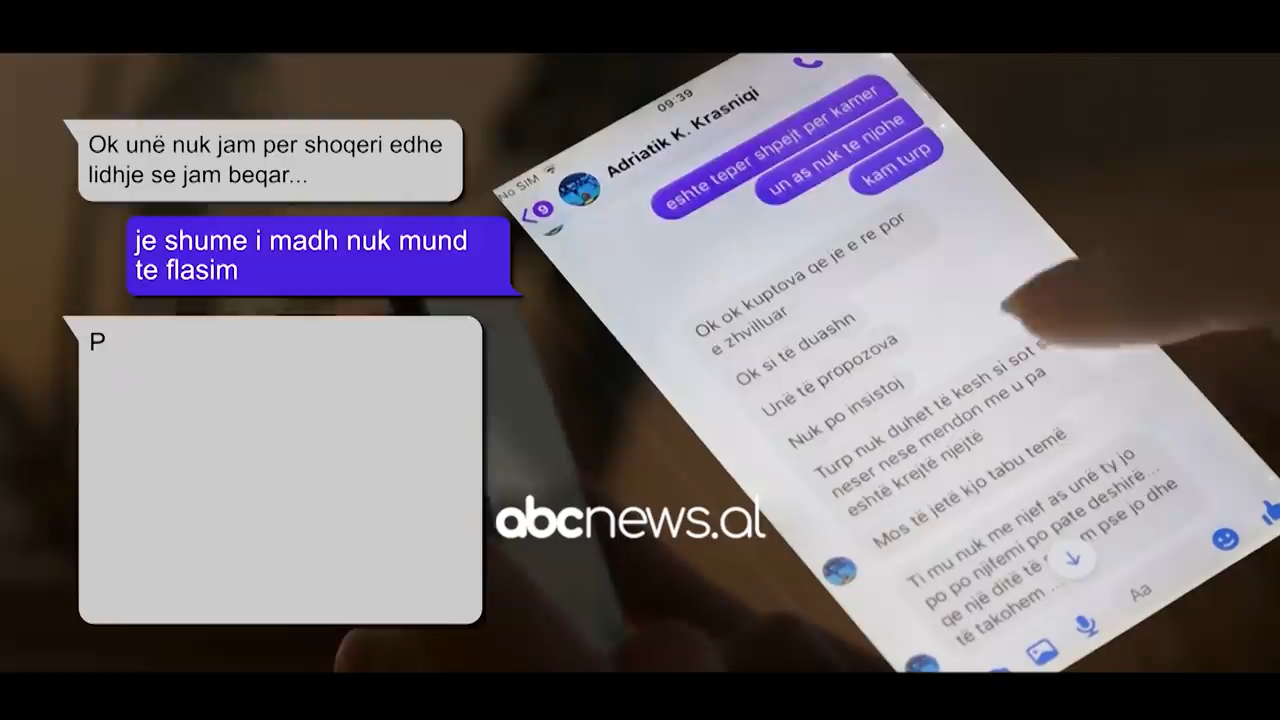 Ok unë nuk jam per shoqeri edhe
lidhje se jam beqar...
je shume i madh nuk mund
te flasim
P
No SIM
09:39
9
Adriatik K. Krasniqi
eshte teper shpejt per kamer
un as nuk te njohe
kam turp
Ok ok kuptova qe je e re por
e zhvilluar
Ok si të duashn
Unë të propozova
Nuk po insistoj
Turp nuk duhet të kesh si sot
neser nese mendon me u pa
eshtë krejtë njejtë
Mos të jetë kjo tabu temë
Ti mu nuk me njef as unë ty jo
po po njifemi po pate deshirë...
qe një ditë të pse jo dhe
të takohem ...
Aa
abcnews.al